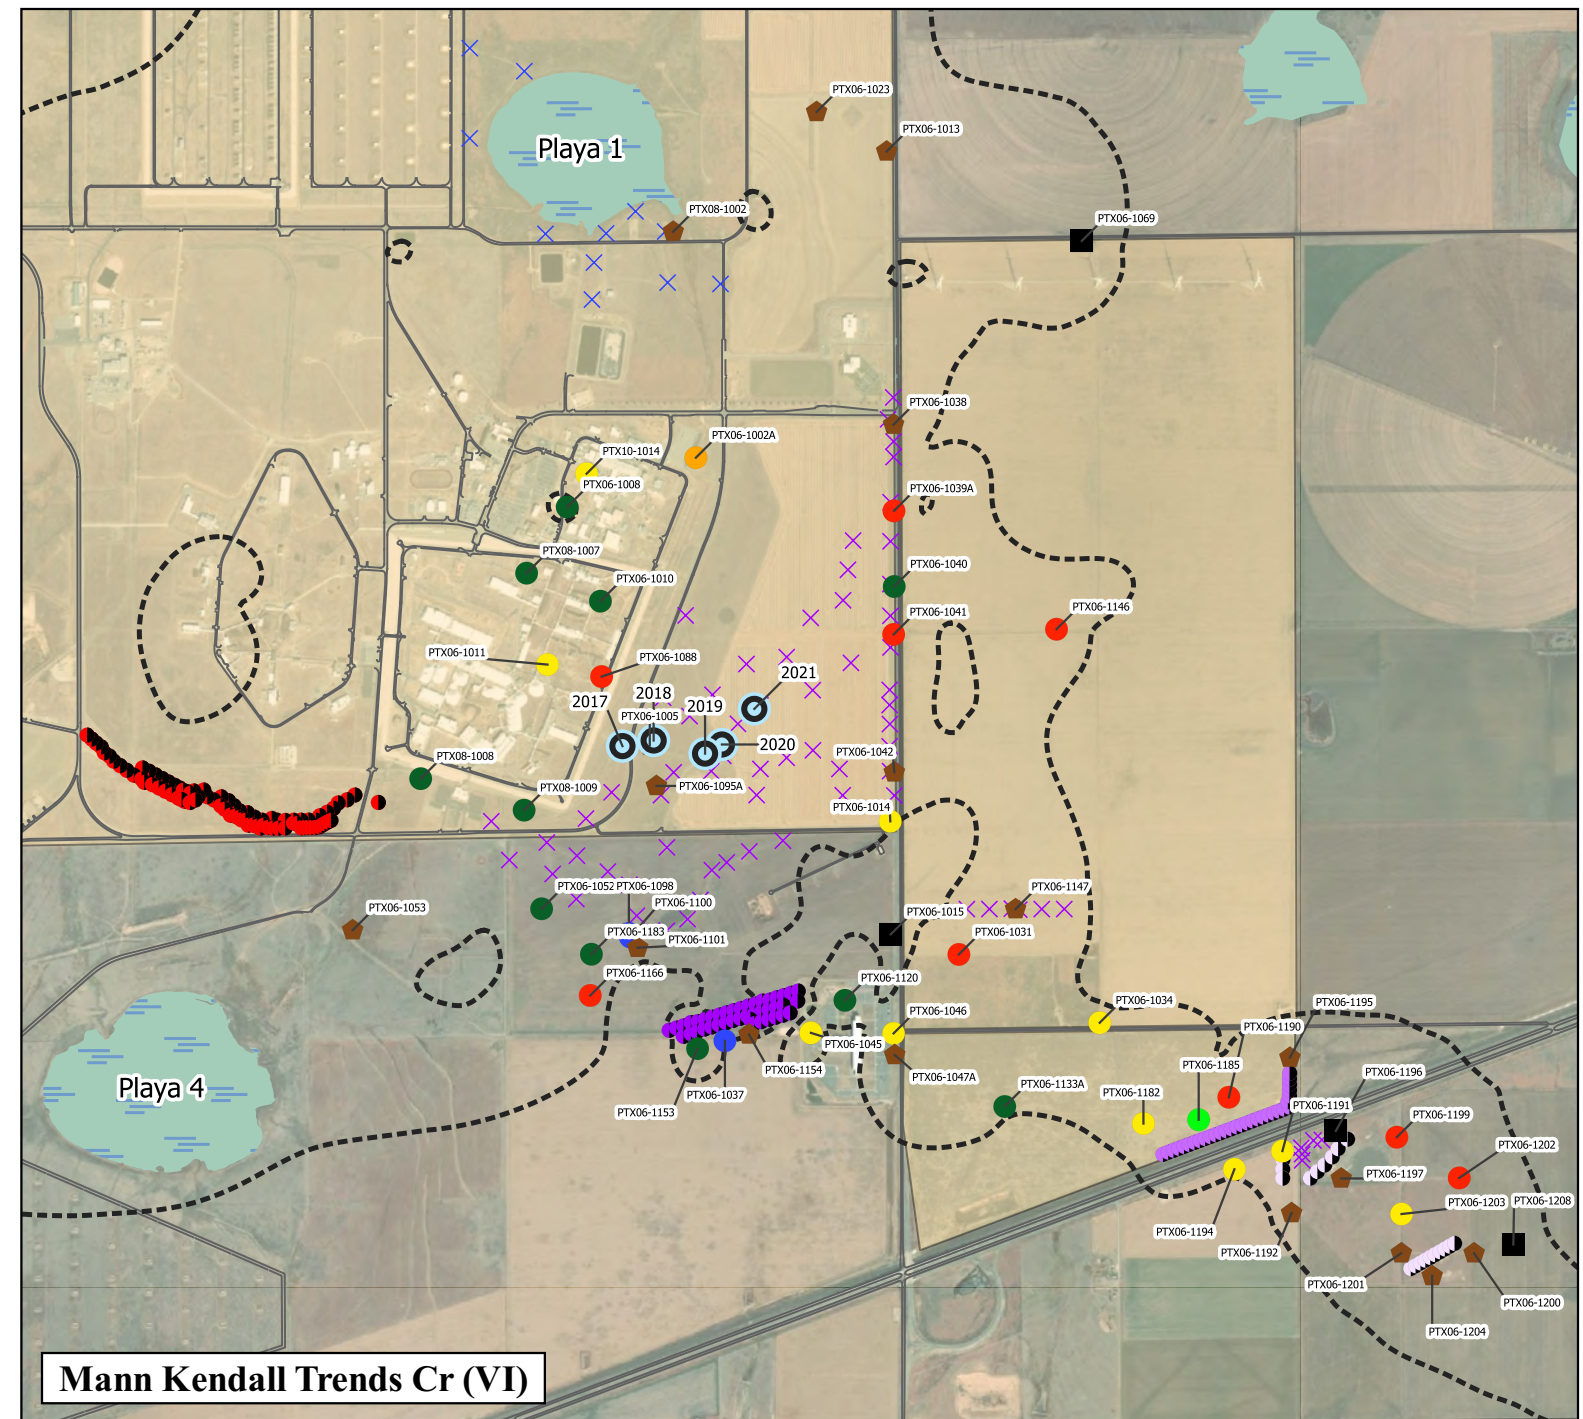 PTX06-1023
PTX06-1013
Playa 1
PTX08-1002
PTX06-1069
PTX06-1038
PTX06-1002A
PTX10-1014
PTX06-1008
PTX06-1039A
PTX08-1007
PTX06-1010
PTX06-1040
PTX06-1041
PTX06-1146
PTX06-1011
PTX06-1088
2021
2018
2017
2019
PTX06-1005
2020
PTX06-1042
PTX08-1008
PTX06-1095A
PTX08-1009
PTX06-1014
PTX06-1052
PTX06-1098
PTX06-1147
PTX06-1100
PTX06-1053
PTX06-1015
PTX06-1183
PTX06-1101
PTX06-1031
PTX06-1166
PTX06-1120
PTX06-1034
PTX06-1195
PTX06-1046
PTX06-1190
PTX06-1045
PTX06-1185
PTX06-1154
PTX06-1196
PTX06-1047A
PTX06-1133A
Playa 4
PTX06-1037
PTX06-1182
PTX06-1191
PTX06-1153
PTX06-1199
PTX06-1202
PTX06-1197
PTX06-1203
PTX06-1208
PTX06-1194
PTX06-1192
PTX06-1201
PTX06-1200
PTX06-1204
Mann Kendall Trends Cr (VI)